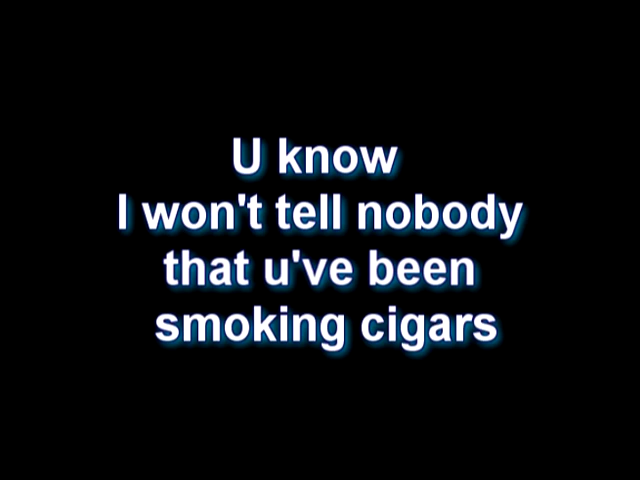 U know
I won't tell nobody
that u've been
smoking cigars